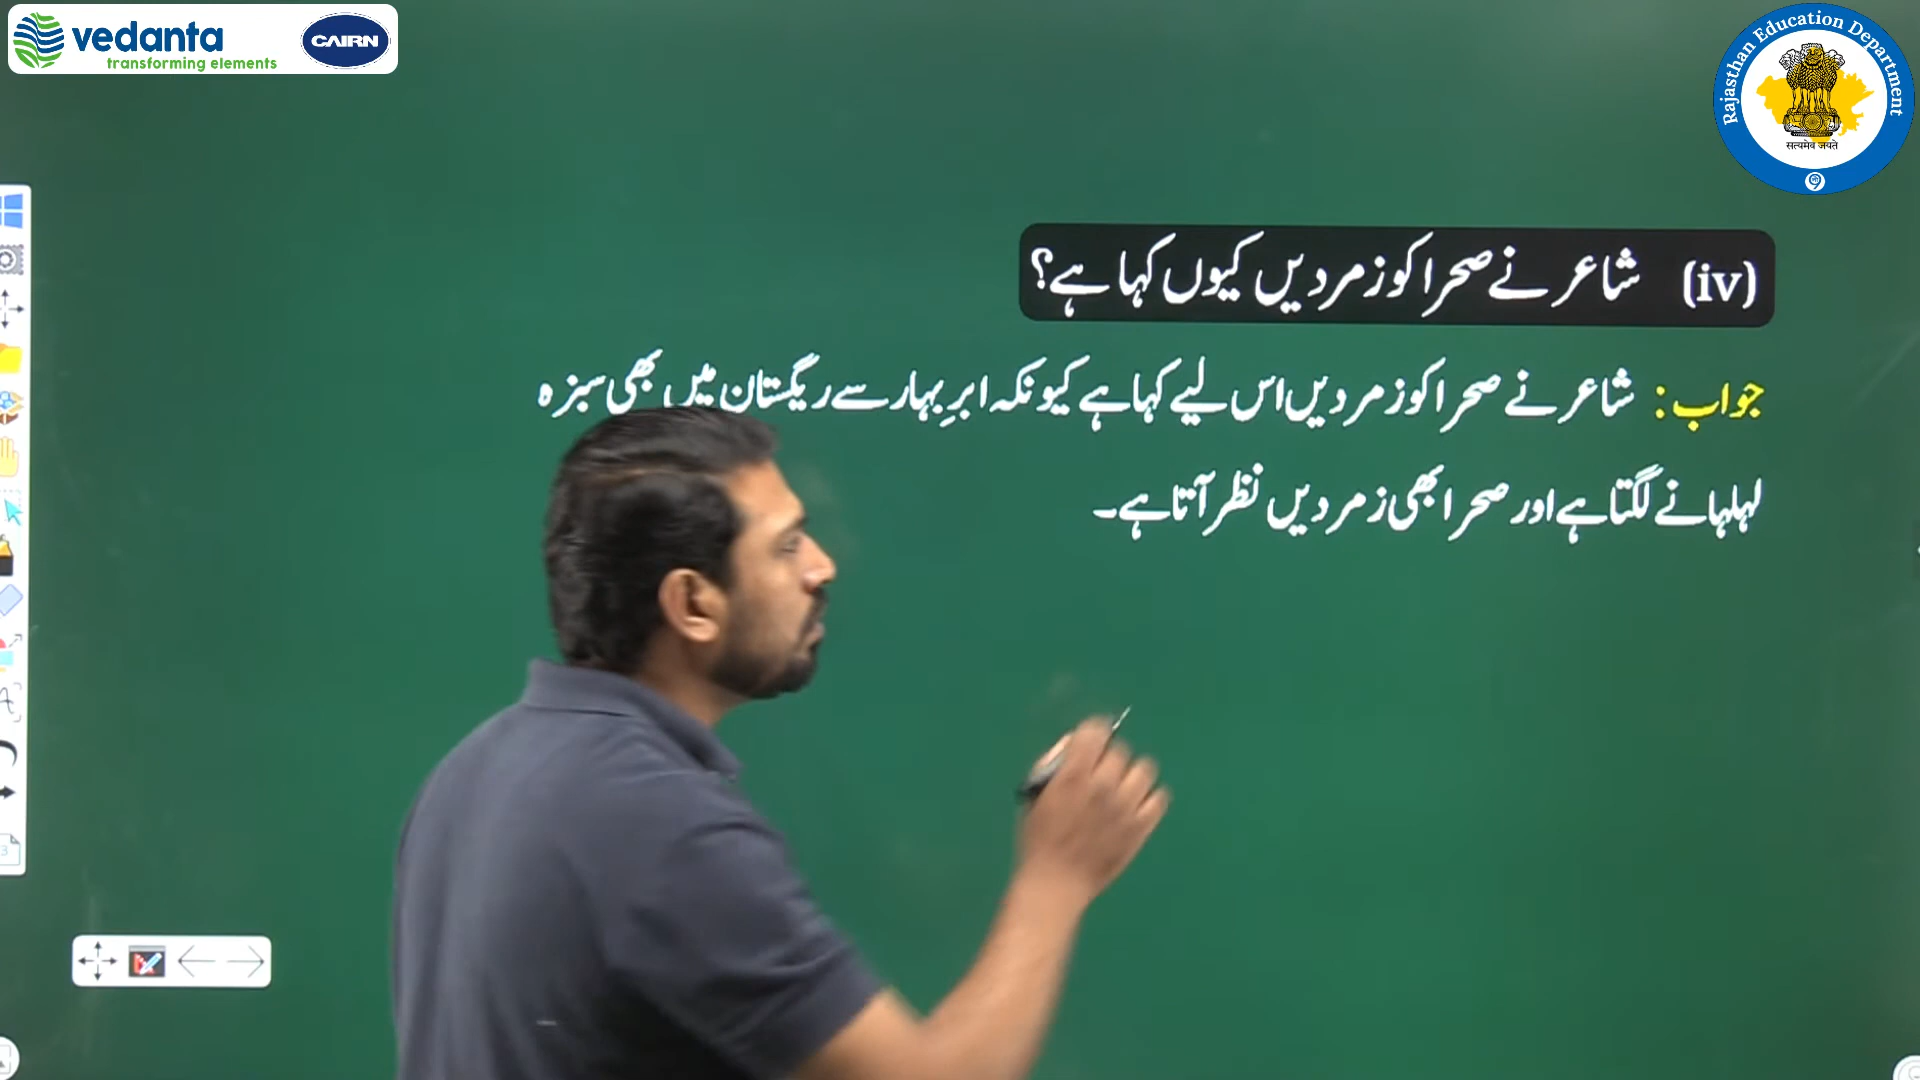 vedanta
transforming elements
CAIRN
Rajasthan Education Department
सत्यमेव जयते
(iv) شاعر نے صحرا کو زمردیں کیوں کہا ہے؟
جواب: شاعر نے صحرا کو زمردیں اس لیے کہا ہے کیونکہ ابرِ بہار سے ریگستان میں بھی سبزہ
لہلہانے لگتا ہے اور صحرا بھی زمردیں نظر آتا ہے۔